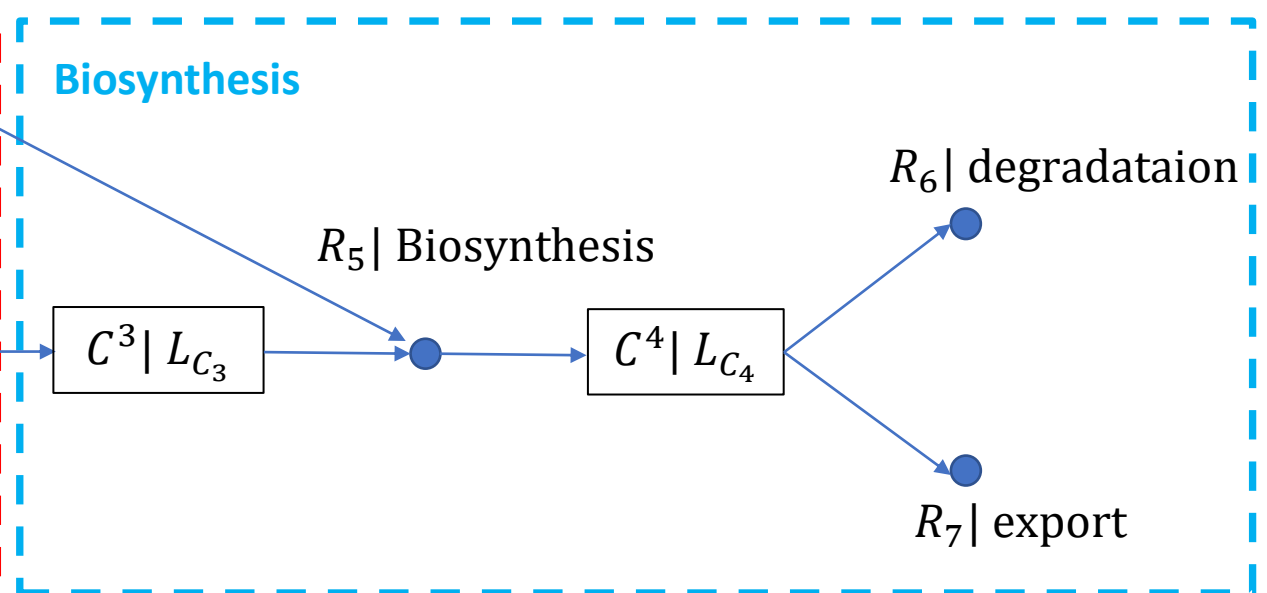 Biosynthesis
R₆| degradataion
R₅| Biosynthesis
C³| L_C₃
C⁴| L_C₄
R₇| export